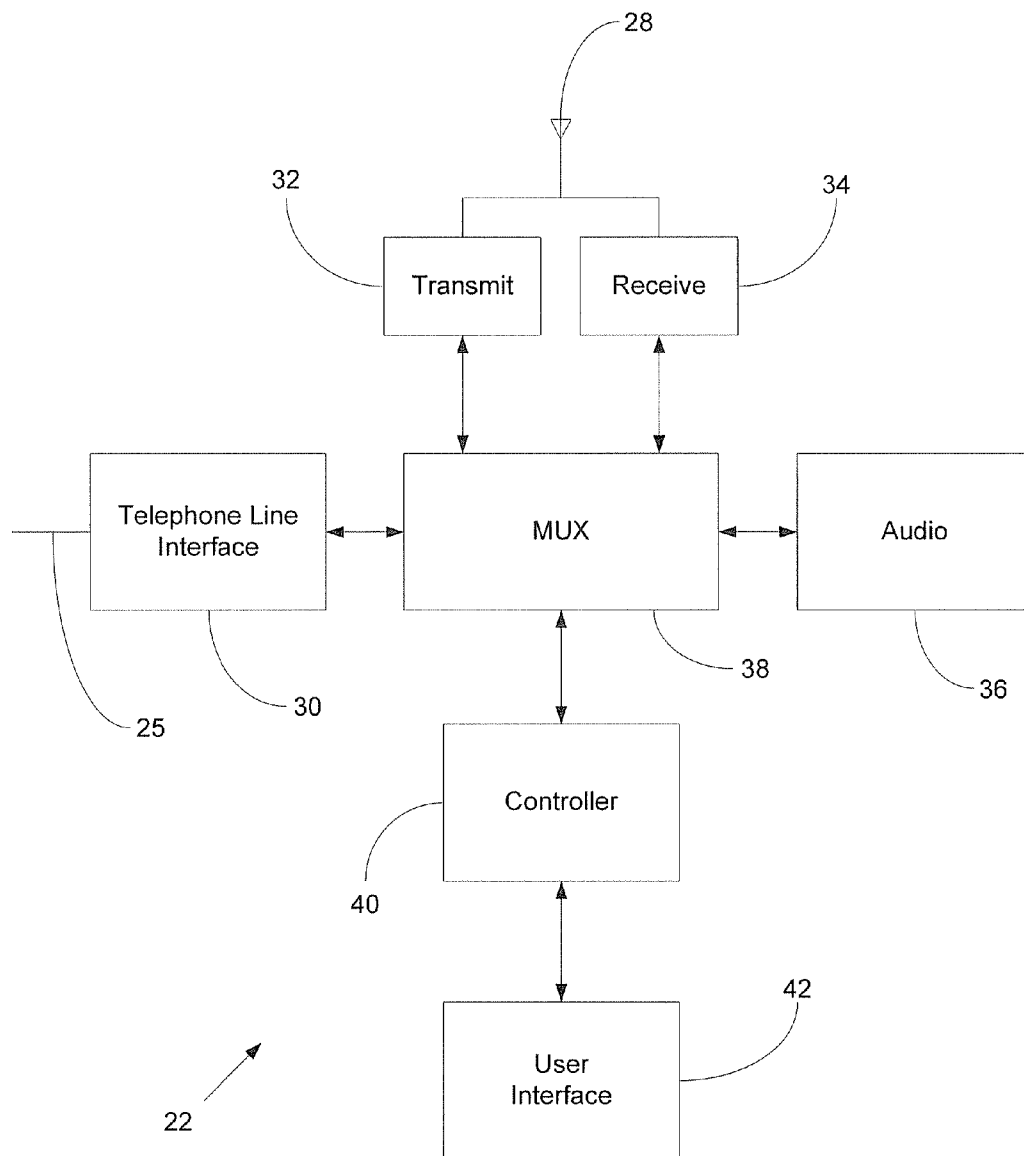 28
32
34
Transmit
Receive
Telephone Line
Interface
MUX
Audio
38
36
30
25
Controller
40
42
User
Interface
22